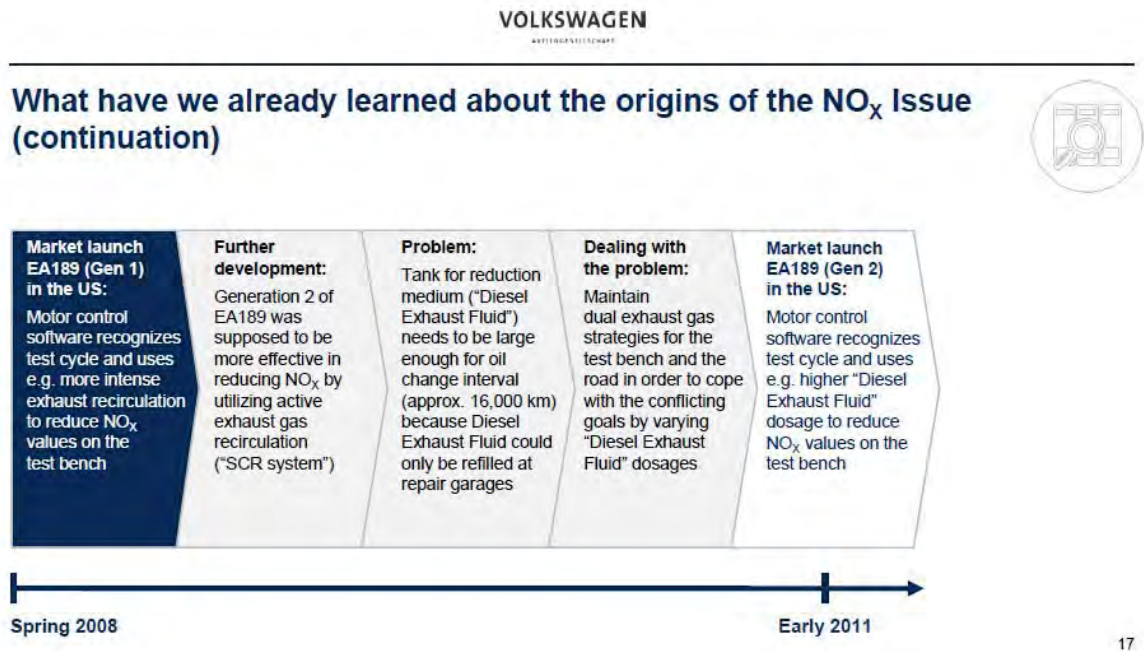 VOLKSWAGEN
AKTIENGESELLSCHAFT
What have we already learned about the origins of the NOX Issue
(continuation)
Market launch
EA189 (Gen 1)
in the US:
Motor control
software recognizes
test cycle and uses
e.g. more intense
exhaust recirculation
to reduce NOX
values on the
test bench
Further
development:
Generation 2 of
EA189 was
supposed to be
more effective in
reducing NOX by
utilizing active
exhaust gas
recirculation
(“SCR system”)
Problem:
Tank for reduction
medium (“Diesel
Exhaust Fluid”)
needs to be large
enough for oil
change interval
(approx. 16,000 km)
because Diesel
Exhaust Fluid could
only be refilled at
repair garages
Dealing with
the problem:
Maintain
dual exhaust gas
strategies for the
test bench and the
road in order to cope
with the conflicting
goals by varying
“Diesel Exhaust
Fluid” dosages
Market launch
EA189 (Gen 2)
in the US:
Motor control
software recognizes
test cycle and uses
e.g. higher “Diesel
Exhaust Fluid”
dosage to reduce
NOX values on the
test bench
Spring 2008
Early 2011
17